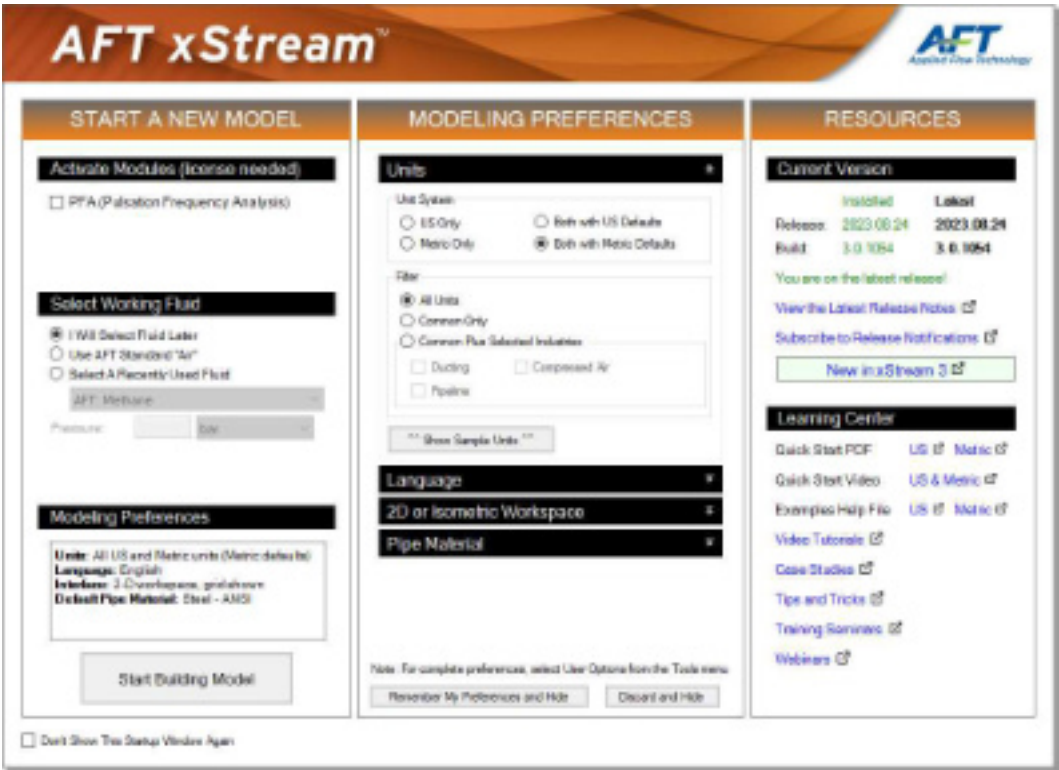 AFT xStream™
AFT
Applied Flow Technology
START A NEW MODEL
Activate Modules (license needed)
PFA (Pulsation Frequency Analysis)
Select Working Fluid
I Will Select Fluid Later
Use AFT Standard "Air"
Select A Recently Used Fluid
AFT: Methane
Pressure:
bar
Modeling Preferences
Units: All US and Metric units (Metric defaults)
Language: English
Interface: 2-D workspace, grid shown
Default Pipe Material: Steel - ANSI
Start Building Model
MODELING PREFERENCES
Units
Unit System
US Only
Both with US Defaults
Metric Only
Both with Metric Defaults
Filter
All Units
Common Only
Common Plus Selected Industries
Ducting
Compressed Air
Pipeline
Show Sample Units
Language
2D or Isometric Workspace
Pipe Material
Note: For complete preferences, select User Options from the Tools menu
Remember My Preferences and Hide
Discard and Hide
RESOURCES
Current Version
Installed Latest
Release: 2023.08.24 2023.08.24
Build: 3.0.1064 3.0.1064
You are on the latest release!
View the Latest Release Notes
Subscribe to Release Notifications
New in xStream 3
Learning Center
Quick Start PDF US Metric
Quick Start Video US & Metric
Examples Help File US Metric
Video Tutorials
Case Studies
Tips and Tricks
Training Seminars
Webinars
Don't Show This Startup Window Again